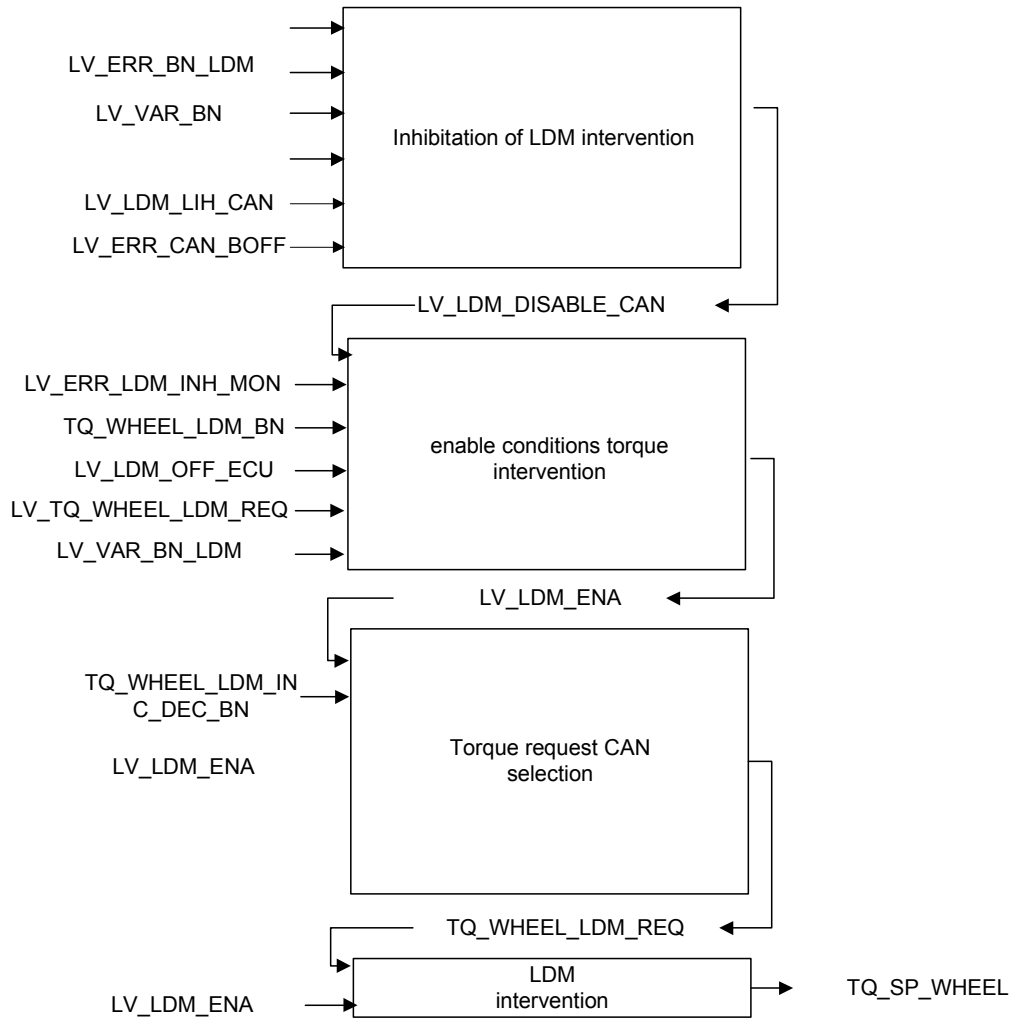 LV_ERR_BN_LDM
LV_VAR_BN
Inhibitation of LDM intervention
LV_LDM_LIH_CAN
LV_ERR_CAN_BOFF
LV_LDM_DISABLE_CAN
LV_ERR_LDM_INH_MON
TQ_WHEEL_LDM_BN
LV_LDM_OFF_ECU
LV_TQ_WHEEL_LDM_REQ
LV_VAR_BN_LDM
enable conditions torque
intervention
LV_LDM_ENA
TQ_WHEEL_LDM_IN
C_DEC_BN
LV_LDM_ENA
Torque request CAN
selection
TQ_WHEEL_LDM_REQ
LV_LDM_ENA
LDM
intervention
TQ_SP_WHEEL